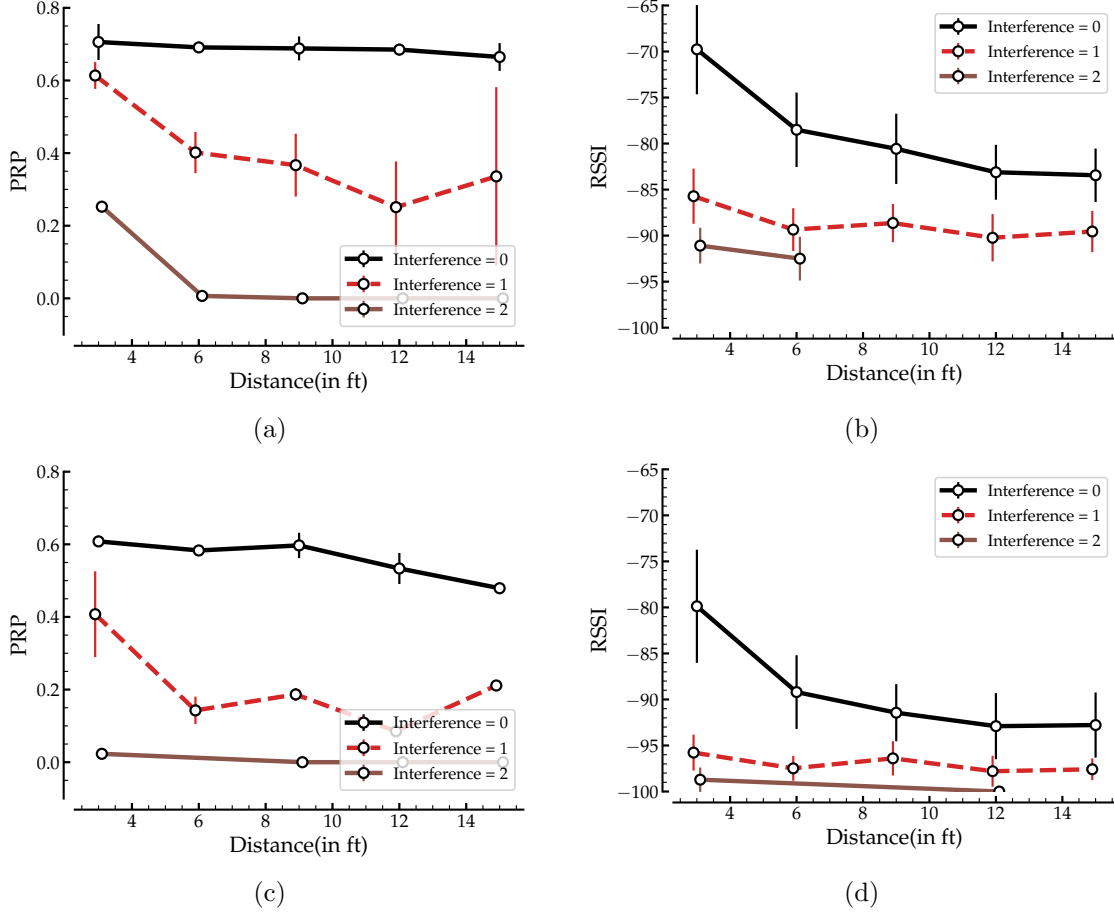 0.8
0.6
0.4
0.2
0.0
PRP
Interference = 0
Interference = 1
Interference = 2
4 6 8 10 12 14
Distance(in ft)
(a)
−65
−70
−75
−80
−85
−90
−95
−100
RSSI
Interference = 0
Interference = 1
Interference = 2
4 6 8 10 12 14
Distance(in ft)
(b)
0.8
0.6
0.4
0.2
0.0
PRP
Interference = 0
Interference = 1
Interference = 2
4 6 8 10 12 14
Distance(in ft)
(c)
−65
−70
−75
−80
−85
−90
−95
−100
RSSI
Interference = 0
Interference = 1
Interference = 2
4 6 8 10 12 14
Distance(in ft)
(d)